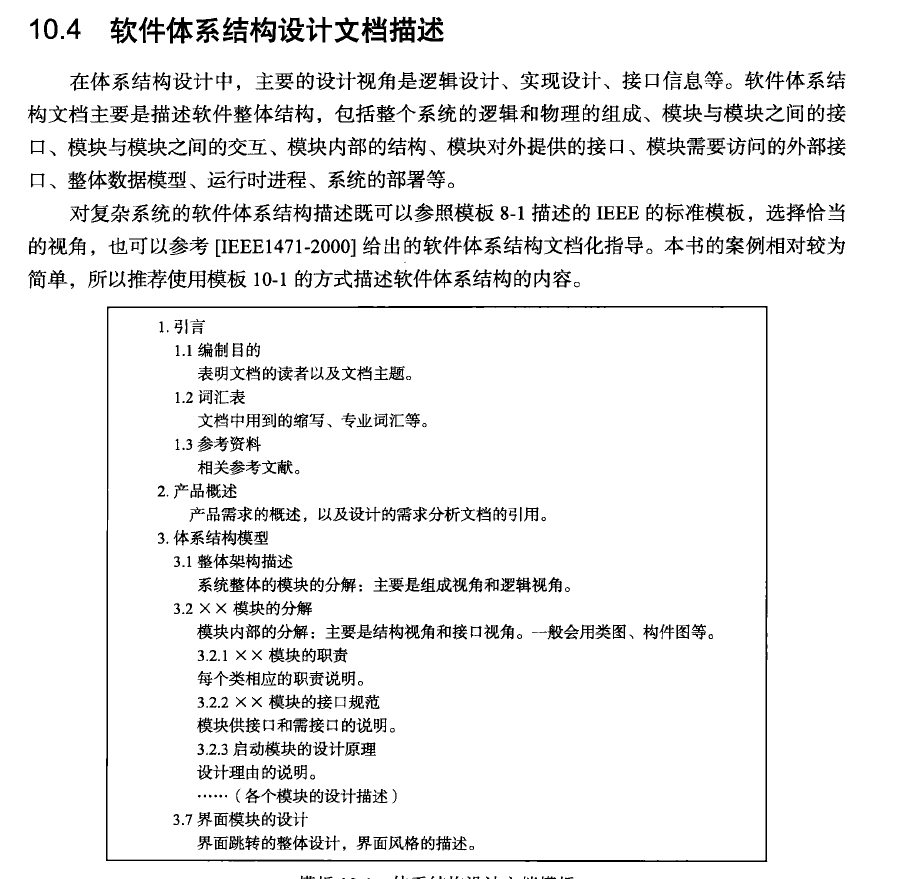 10.4 软件体系结构设计文档描述
在体系结构设计中，主要的设计视角是逻辑设计、实现设计、接口信息等。软件体系结
构文档主要是描述软件整体结构，包括整个系统的逻辑和物理的组成、模块与模块之间的接
口、模块与模块之间的交互、模块内部的结构、模块对外提供的接口、模块需要访问的外部接
口、整体数据模型、运行时进程、系统的部署等。
对复杂系统的软件体系结构描述既可以参照模板 8-1 描述的 IEEE 的标准模板，选择恰当
的视角，也可以参考 [IEEE1471-2000] 给出的软件体系结构文档化指导。本书的案例相对较为
简单，所以推荐使用模板 10-1 的方式描述软件体系结构的内容。
1. 引言
1.1 编制目的
表明文档的读者以及文档主题。
1.2 词汇表
文档中用到的缩写、专业词汇等。
1.3 参考资料
相关参考文献。
2. 产品概述
产品需求的概述，以及设计的需求分析文档的引用。
3. 体系结构模型
3.1 整体架构描述
系统整体的模块的分解：主要是组成视角和逻辑视角。
3.2 ×× 模块的分解
模块内部的分解：主要是结构视角和接口视角。一般会用类图、构件图等。
3.2.1 ×× 模块的职责
每个类相应的职责说明。
3.2.2 ×× 模块的接口规范
模块供接口和需接口的说明。
3.2.3 启动模块的设计原理
设计理由的说明。
……（各个模块的设计描述）
3.7 界面模块的设计
界面跳转的整体设计，界面风格的描述。